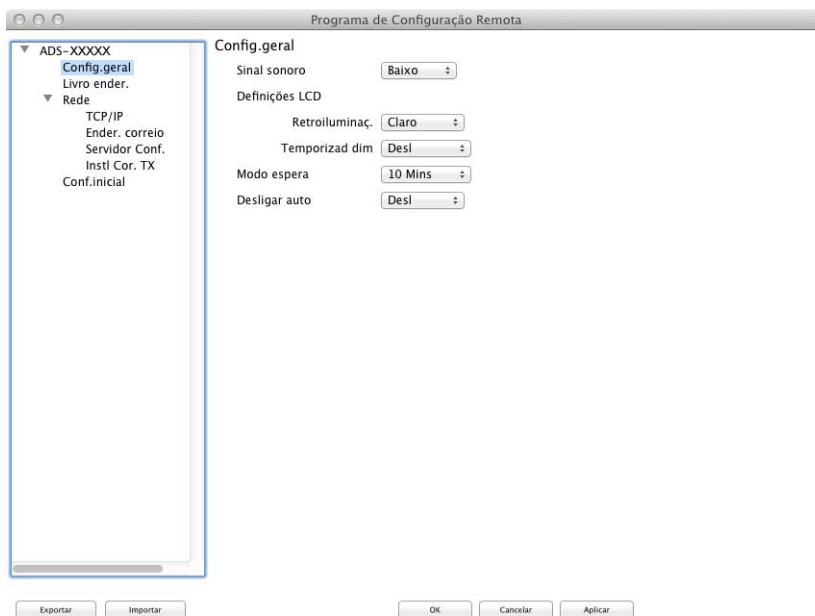 Programa de Configuração Remota
ADS-XXXXX
Config.geral
Livro ender.
Rede
TCP/IP
Ender. correio
Servidor Conf.
Instl Cor. TX
Conf.inicial
Config.geral
Sinal sonoro Baixo
Definições LCD
Retroiluminaç. Claro
Temporizad dim Desl
Modo espera 10 Mins
Desligar auto Desl
Exportar Importar OK Cancelar Aplicar